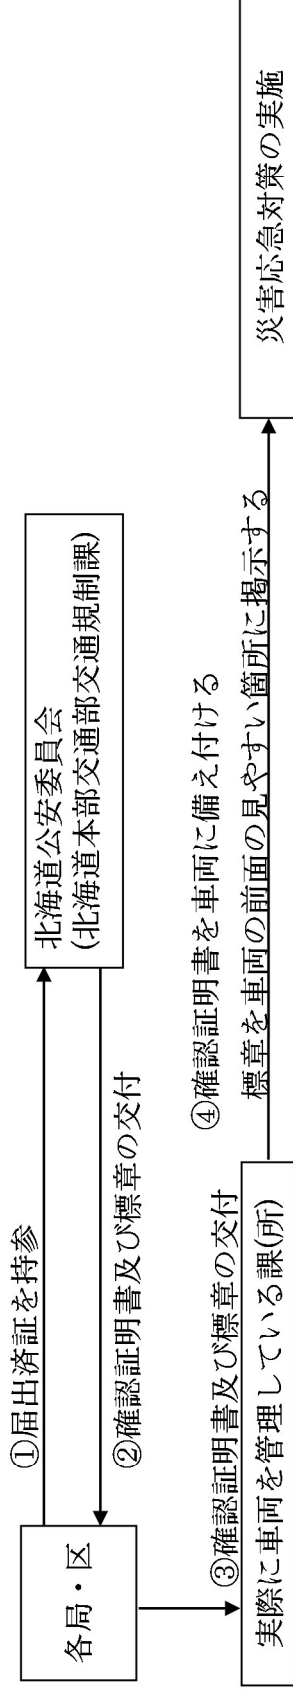 各局・区
①届出済証を持参
②確認証明書及び標章の交付
北海道公安委員会
(北海道本部交通部交通規制課)
③確認証明書及び標章の交付
実際に車両を管理している課(所)
④確認証明書を車両に備え付ける
標章を車両の前面の見やすい箇所に掲示する
災害応急対策の実施